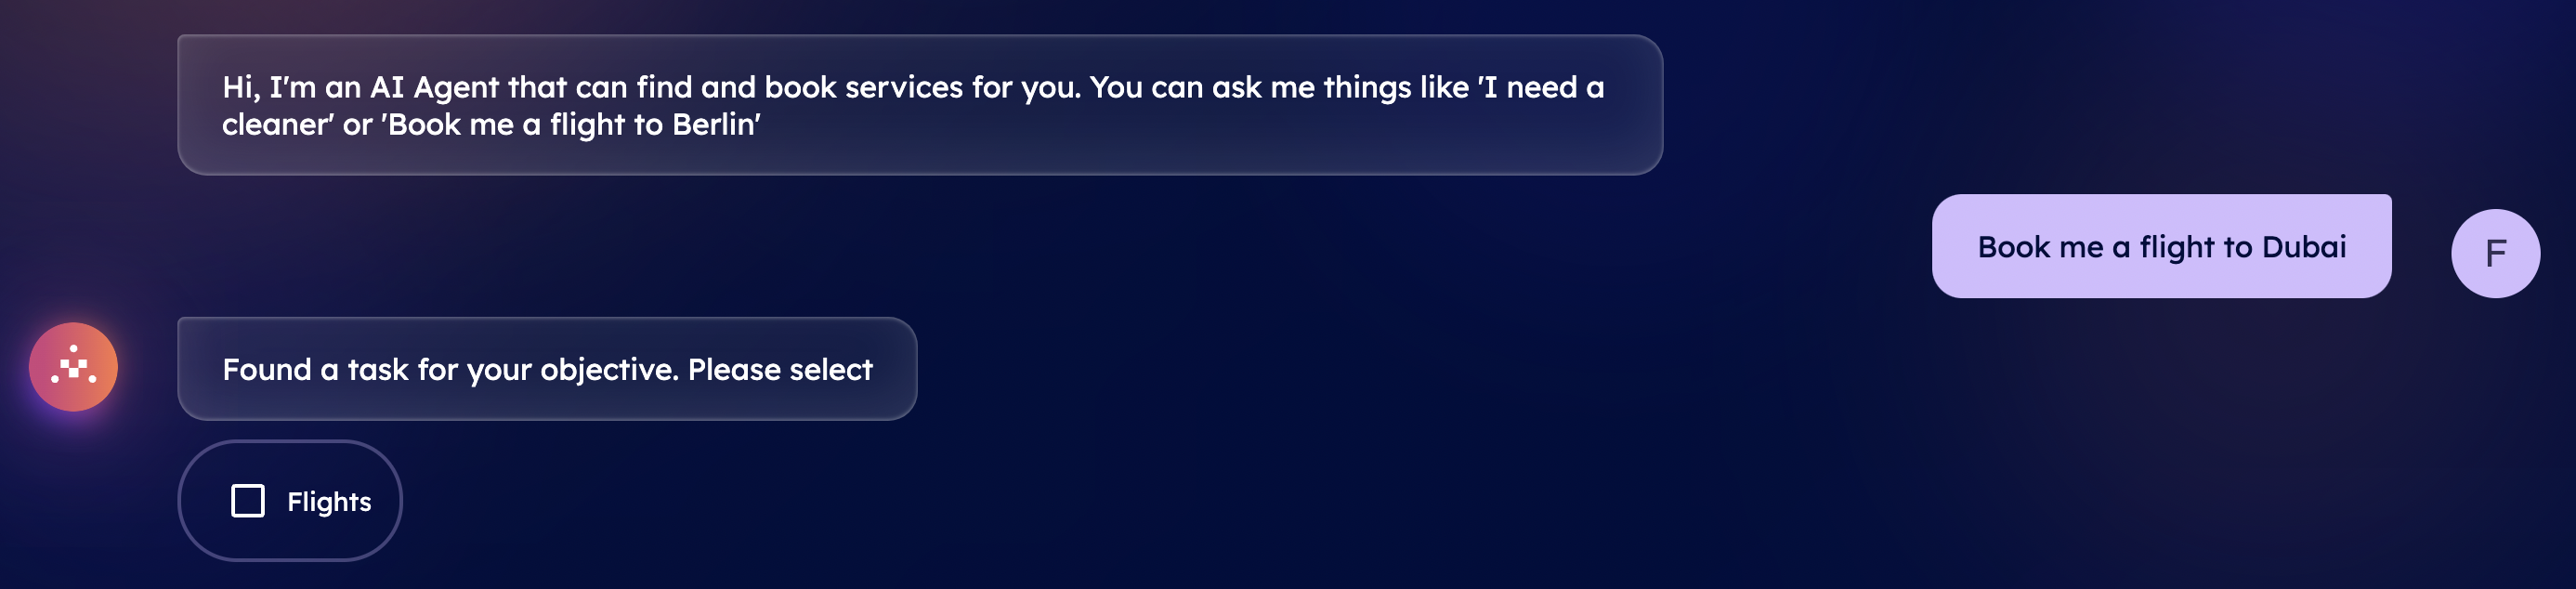 Hi, I'm an AI Agent that can find and book services for you. You can ask me things like 'I need a
cleaner' or 'Book me a flight to Berlin'
Book me a flight to Dubai
F
Found a task for your objective. Please select
Flights